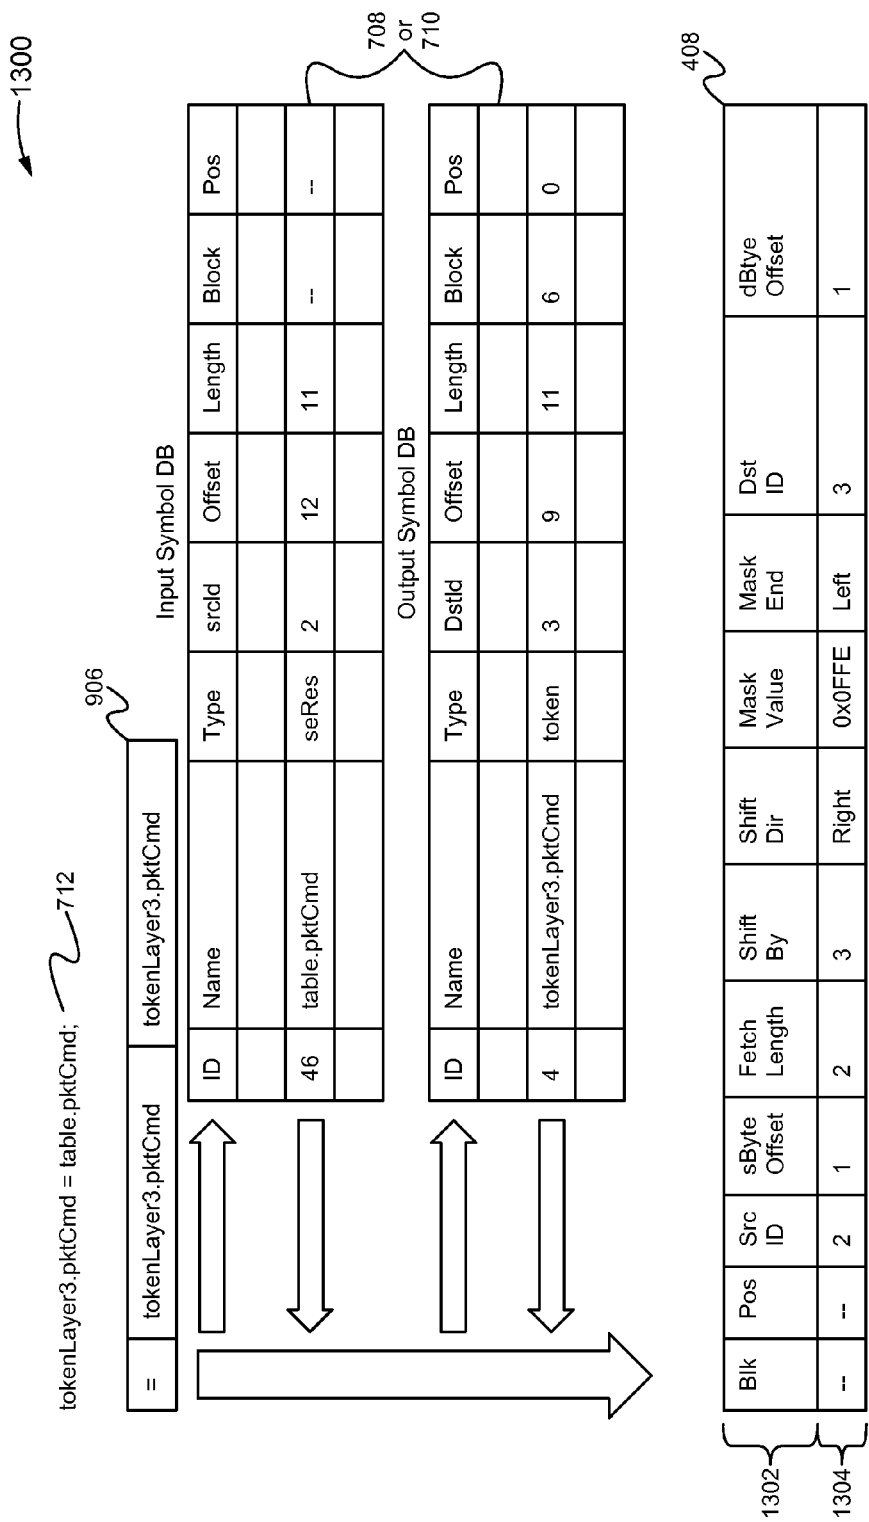 1300
tokenLayer3.pktCmd = table.pktCmd;
712
906
= tokenLayer3.pktCmd tokenLayer3.pktCmd
708
or
710
Input Symbol DB
ID Name Type srcId Offset Length Block Pos
46 table.pktCmd seRes 2 12 11 -- --
Output Symbol DB
ID Name Type DstId Offset Length Block Pos
4 tokenLayer3.pktCmd token 3 9 11 6 0
408
1302
Blk Pos Src ID sByte Offset Fetch Length Shift By Shift Dir Mask Value Mask End Dst ID dBtye Offset
1304
-- -- 2 1 2 3 Right 0x0FFE Left 3 1